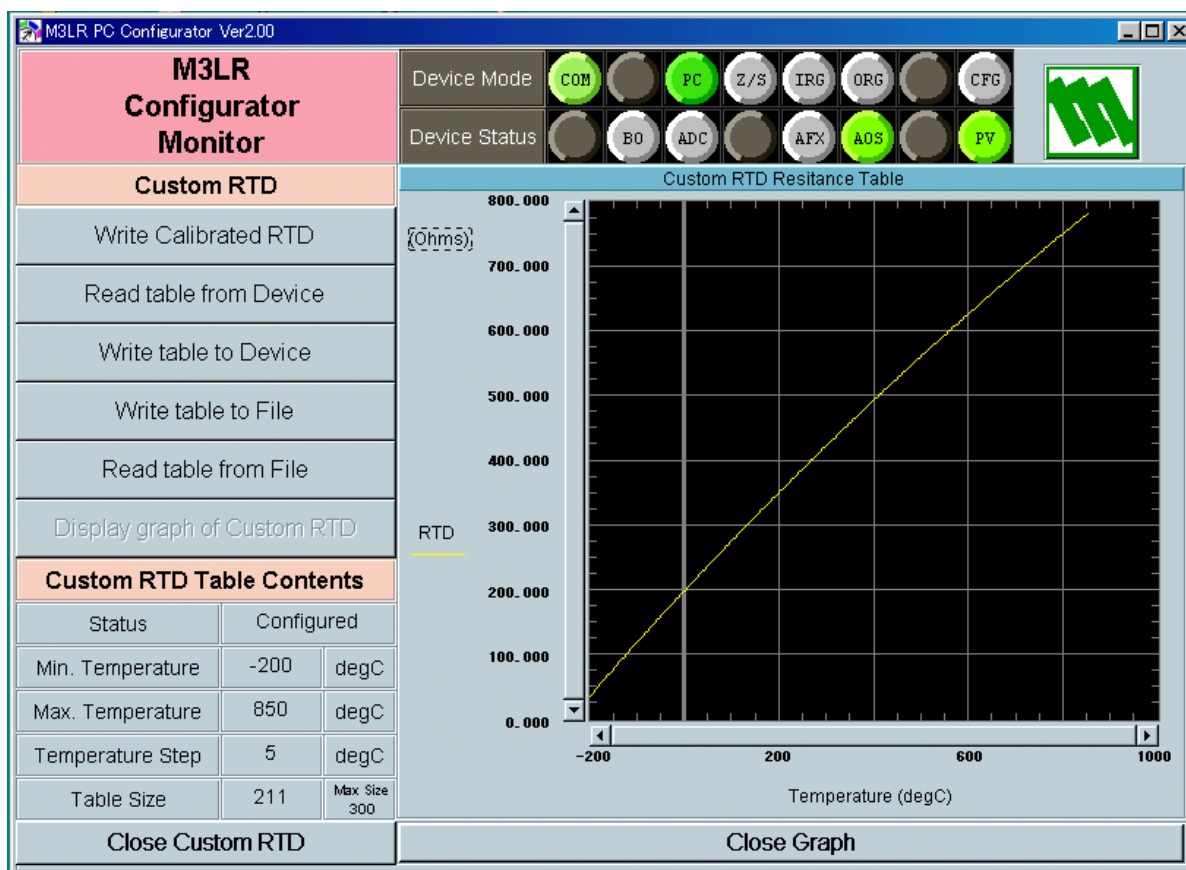 M3LR PC Configurator Ver2.00
M3LR
Configurator
Monitor
Device Mode
COM
PC
Z/S
IRG
ORG
CFG
Device Status
BO
ADC
AFX
AOS
PV
Custom RTD
Write Calibrated RTD
Read table from Device
Write table to Device
Write table to File
Read table from File
Display graph of Custom RTD
Custom RTD Table Contents
Status Configured
Min. Temperature -200 degC
Max. Temperature 850 degC
Temperature Step 5 degC
Table Size 211 Max Size
300
Close Custom RTD
Custom RTD Resitance Table
800.000
(Ohms)
700.000
600.000
500.000
400.000
RTD
300.000
200.000
100.000
0.000
-200 200 600 1000
Temperature (degC)
Close Graph